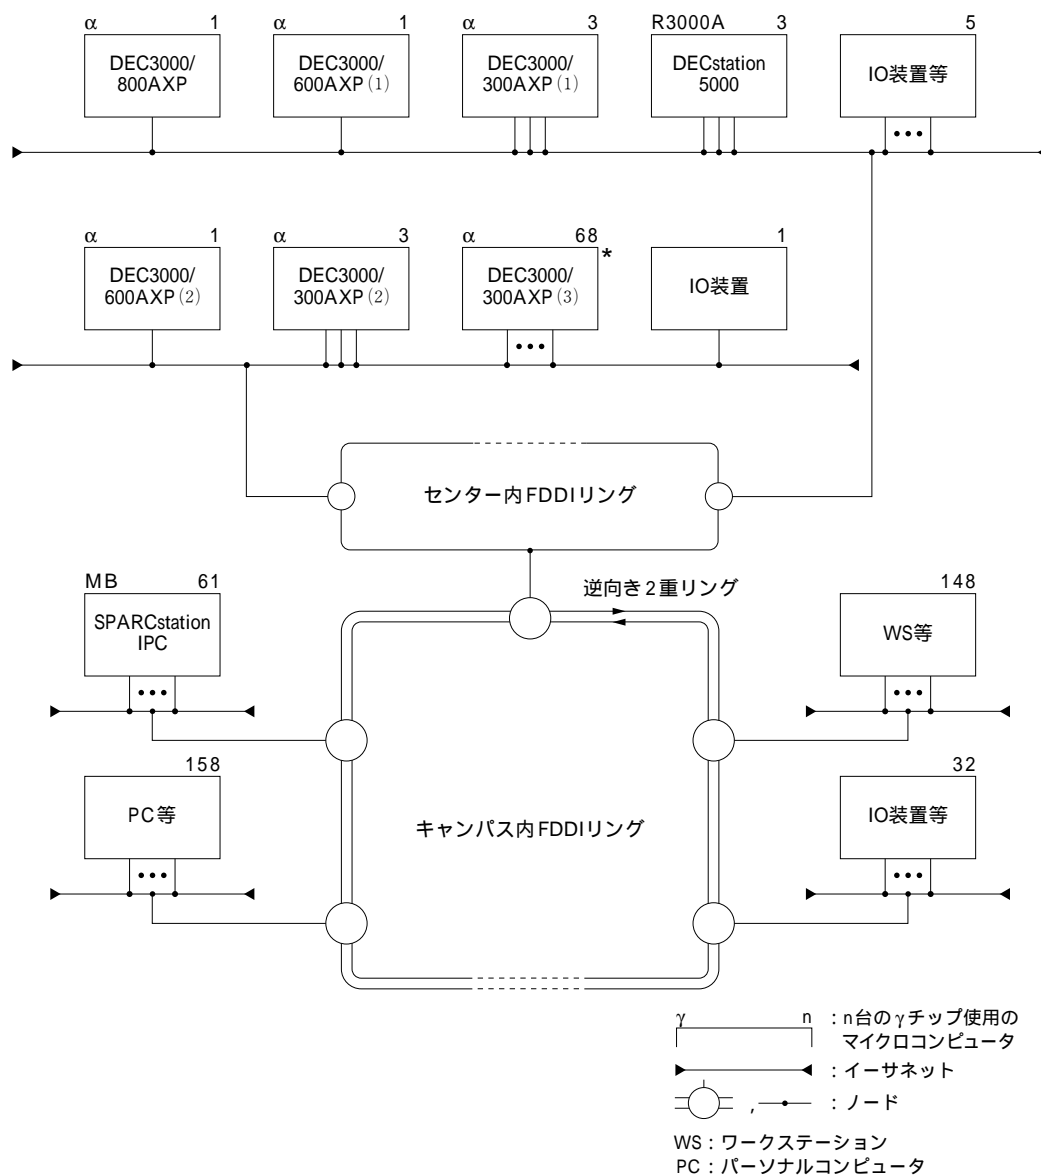 α 1
DEC3000/
800AXP
α 1
DEC3000/
600AXP(1)
α 3
DEC3000/
300AXP(1)
R3000A 3
DECstation
5000
5
IO装置等
α 1
DEC3000/
600AXP(2)
α 3
DEC3000/
300AXP(2)
α 68
*
DEC3000/
300AXP(3)
1
IO装置
センター内FDDIリング
逆向き2重リング
MB 61
SPARCstation
IPC
148
WS等
158
PC等
キャンパス内FDDIリング
32
IO装置等
γ n :n台のγチップ使用の
マイクロコンピュータ
:イーサネット
, :ノード
WS:ワークステーション
PC:パーソナルコンピュータ